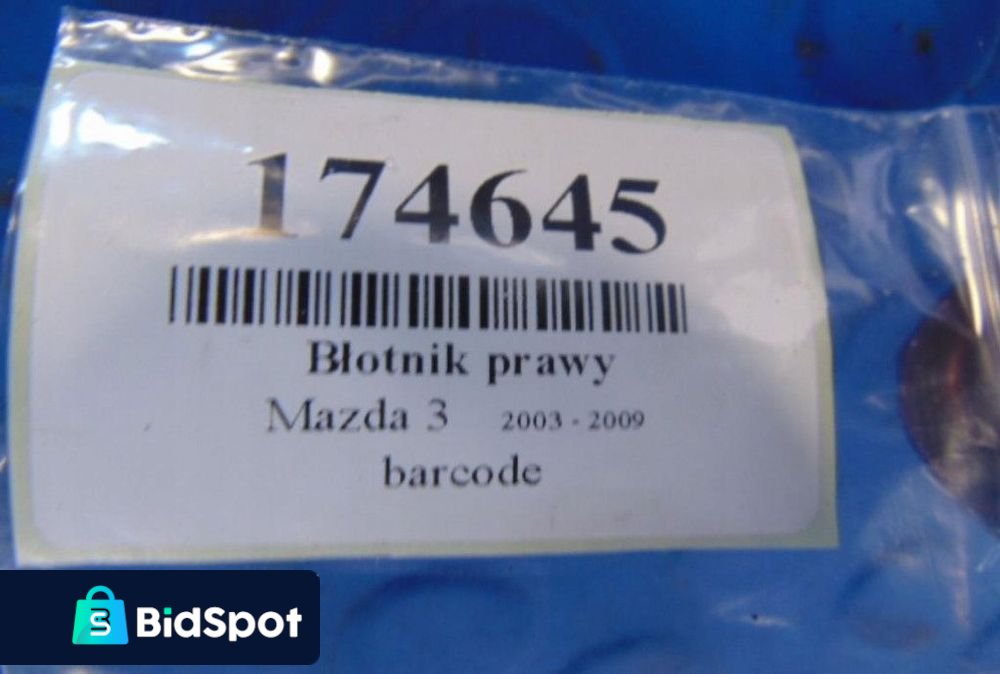 174645
Błotnik prawy
Mazda 3 2003 - 2009
barcode
BidSpot